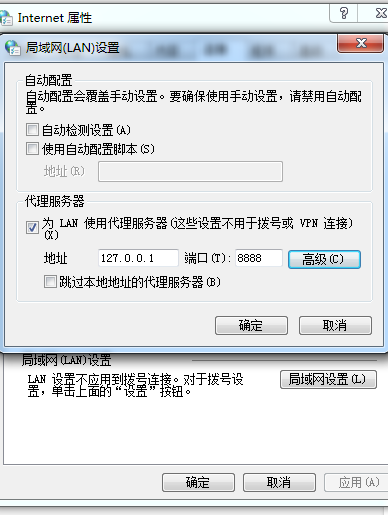 Internet 属性
局域网(LAN)设置
自动配置
自动配置会覆盖手动设置。要确保使用手动设置，请禁用自动配
置。
自动检测设置(A)
使用自动配置脚本(S)
地址(R)
代理服务器
为 LAN 使用代理服务器(这些设置不用于拨号或 VPN 连接)
(X)
地址 127.0.0.1 端口(T): 8888 高级(C)
跳过本地地址的代理服务器(B)
确定 取消
局域网(LAN)设置
LAN 设置不应用到拨号连接。对于拨号设 局域网设置(L)
置，单击上面的“设置”按钮。
确定 取消 应用(A)